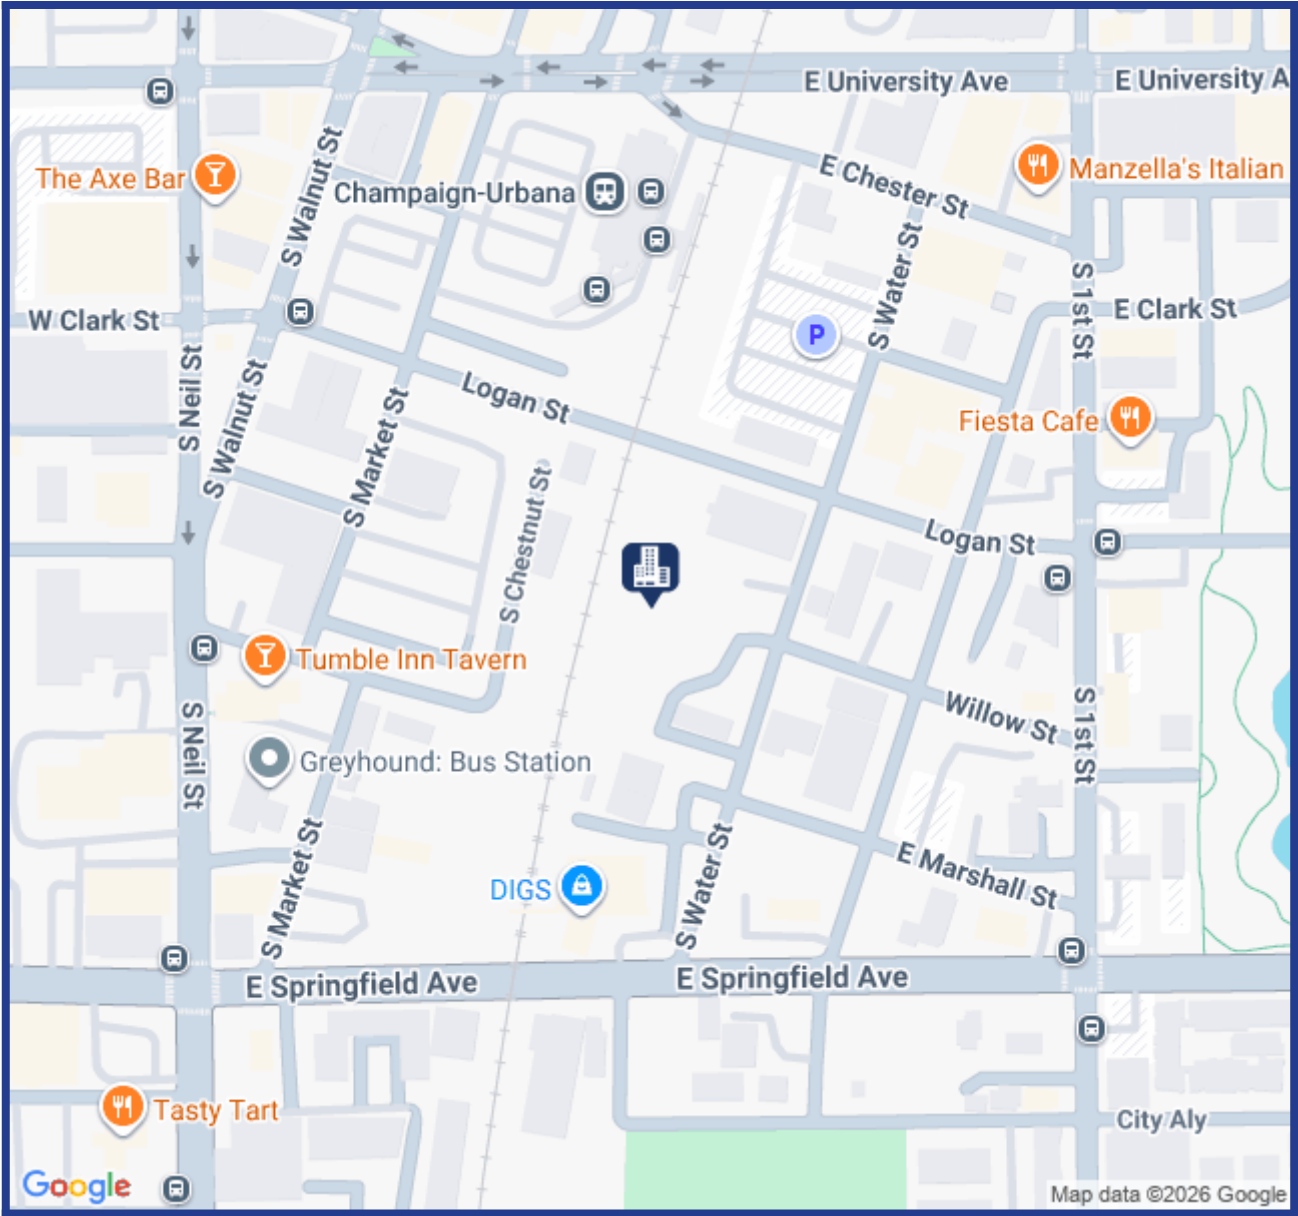 E University Ave
E University A
The Axe Bar
S Walnut St
Champaign-Urbana
E Chester St
Manzella's Italian
S Water St
S 1st St
W Clark St
P
E Clark St
S Neil St
S Walnut St
S Market St
Logan St
Fiesta Cafe
S Chestnut St
Logan St
Tumble Inn Tavern
S Neil St
Willow St
S 1st St
Greyhound: Bus Station
S Market St
S Water St
E Marshall St
DIGS
E Springfield Ave
E Springfield Ave
Tasty Tart
City Aly
Google
Map data ©2026 Google